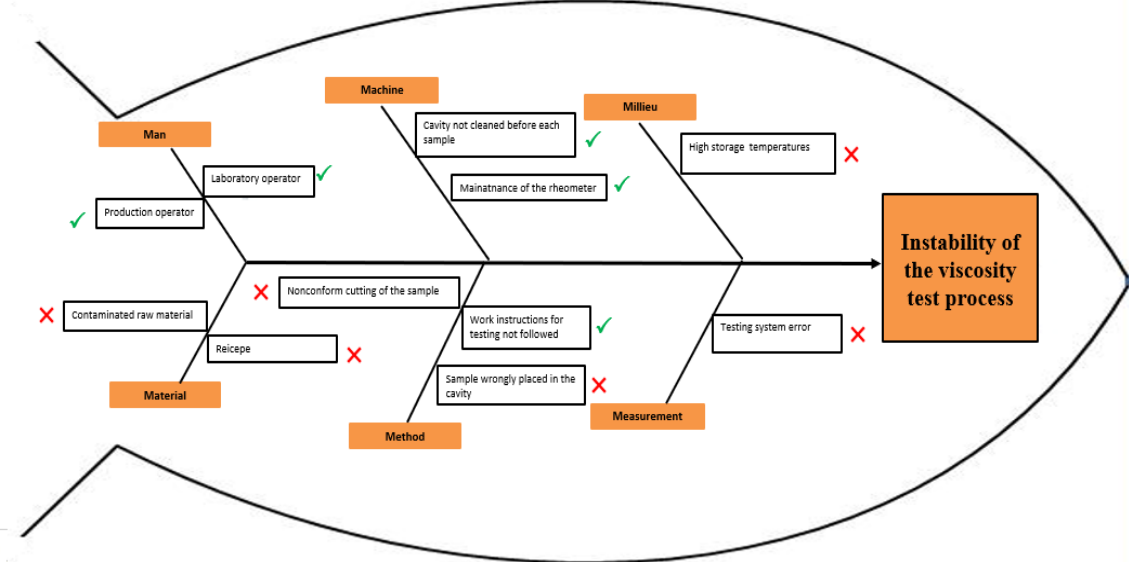 Machine
Millieu
Man
Cavity not cleaned before each
sample
High storage temperatures
Laboratory operator
Mainatnance of the rheometer
Production operator
Instability of
the viscosity
test process
Nonconform cutting of the sample
Contaminated raw material
Work instructions for
testing not followed
Testing system error
Reicepe
Sample wrongly placed in the
cavity
Material
Measurement
Method